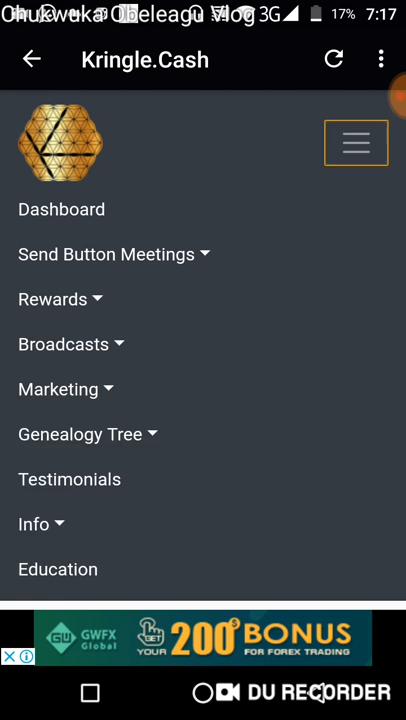 Chukwuka Obeleagu Vlog 3G 17% 7:17
Kringle.Cash
Dashboard
Send Button Meetings
Rewards
Broadcasts
Marketing
Genealogy Tree
Testimonials
Info
Education
GU GWFX Global GET YOUR 200$ BONUS FOR FOREX TRADING
DU RECORDER